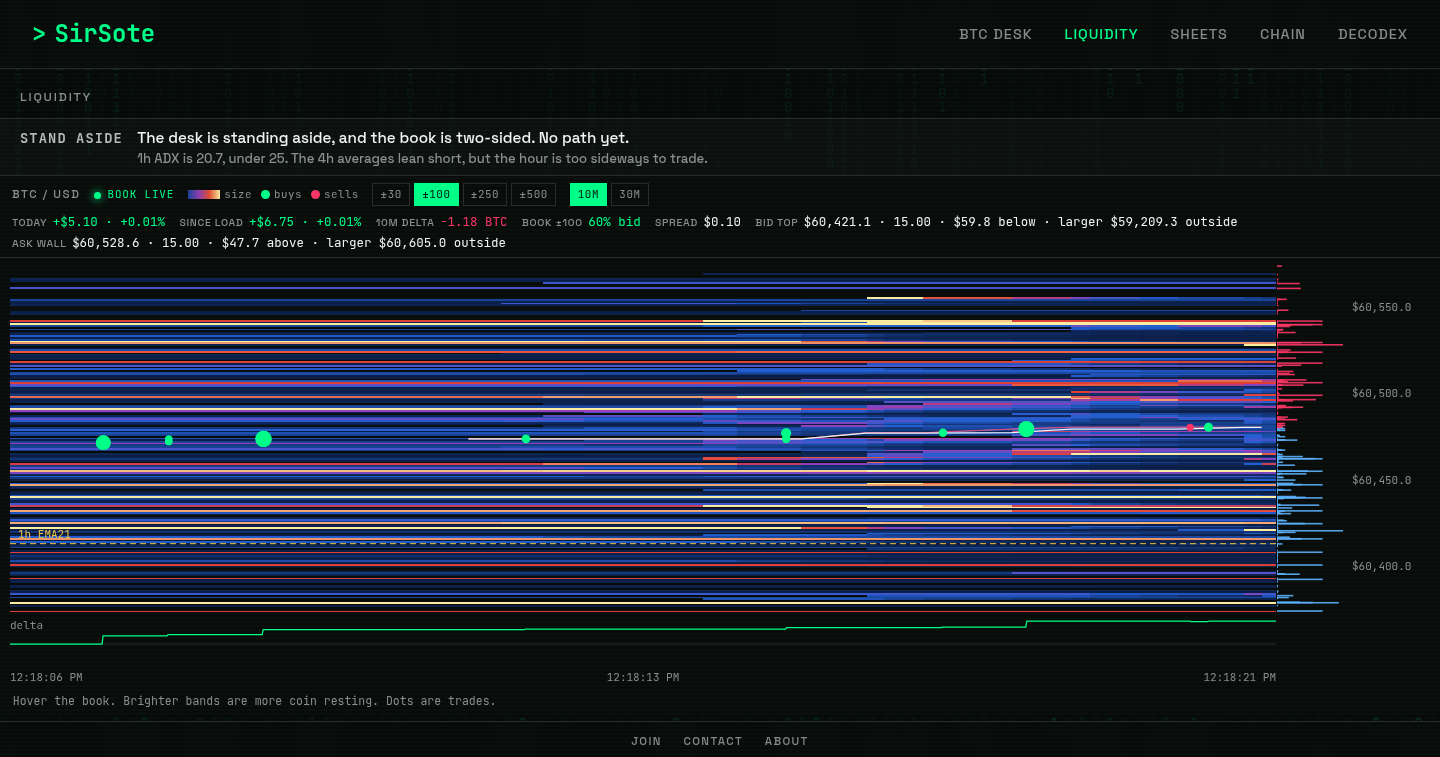 > SirSote
BTC DESK LIQUIDITY SHEETS CHAIN DECODEX
LIQUIDITY
STAND ASIDE The desk is standing aside, and the book is two-sided. No path yet.
1h ADX is 20.7, under 25. The 4h averages lean short, but the hour is too sideways to trade.
BTC / USD BOOK LIVE size buys sells ±30 ±100 ±250 ±500 10M 30M
TODAY +$5.10 · +0.01% SINCE LOAD +$6.75 · +0.01% 10M DELTA -1.18 BTC BOOK ±100 60% bid SPREAD $0.10 BID TOP $60,421.1 · 15.00 · $59.8 below · larger $59,209.3 outside
ASK WALL $60,528.6 · 15.00 · $47.7 above · larger $60,605.0 outside
$60,550.0
$60,500.0
$60,450.0
1h EMA21
$60,400.0
delta
12:18:06 PM 12:18:13 PM 12:18:21 PM
Hover the book. Brighter bands are more coin resting. Dots are trades.
JOIN CONTACT ABOUT